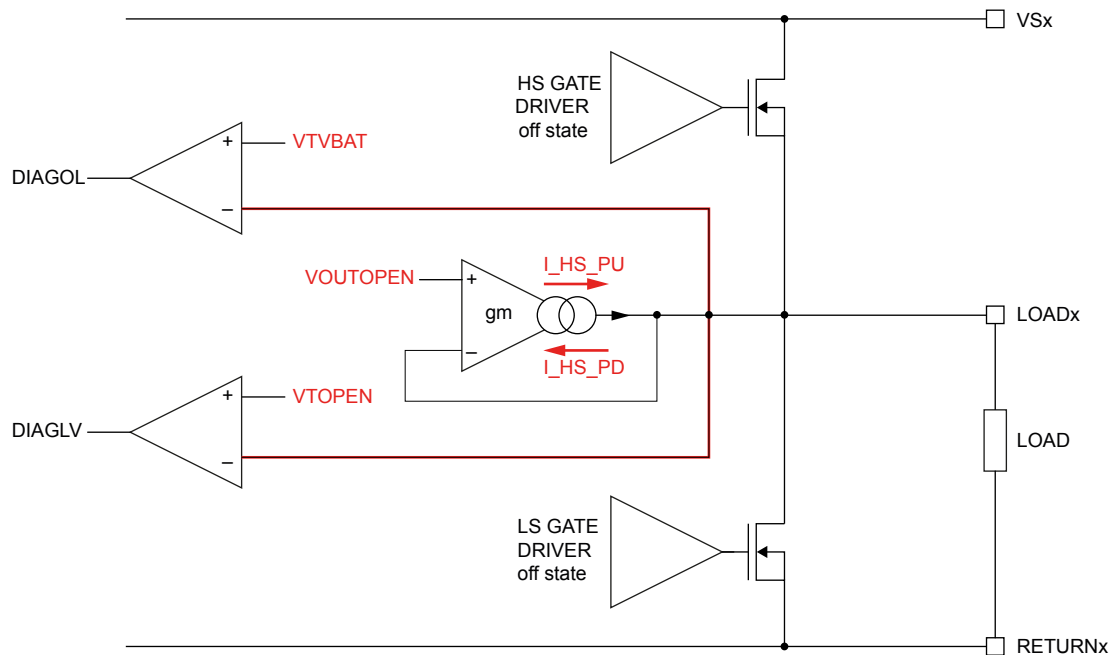 VSx
HS GATE
DRIVER
off state
+
VTVBAT
DIAGOL
–
I_HS_PU
VOUTOPEN
+
gm
LOADx
–
I_HS_PD
+
VTOPEN
DIAGLV
LOAD
–
LS GATE
DRIVER
off state
RETURNx